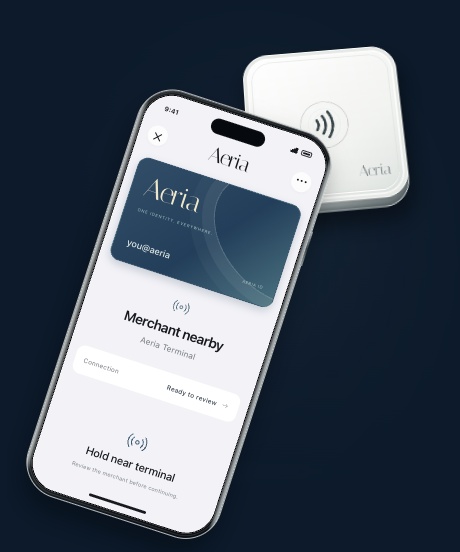 9:41
Aeria
Aeria
ONE IDENTITY. EVERYWHERE.
you@aeria
AERIA ID
Merchant nearby
Aeria Terminal
Connection
Ready to review →
Hold near terminal
Review the merchant before continuing.
Aeria